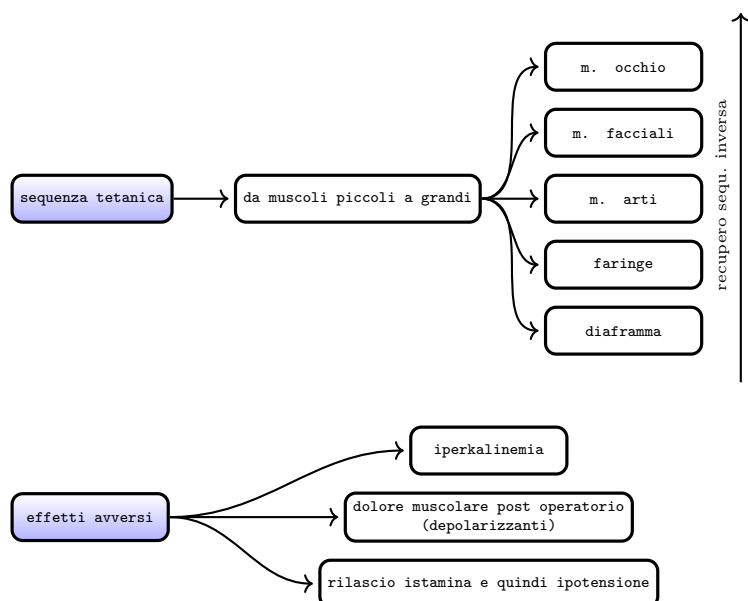 m. occhio
m. facciali
sequenza tetanica
da muscoli piccoli a grandi
m. arti
faringe
diaframma
recupero sequ. inversa
iperkalinemia
effetti avversi
dolore muscolare post operatorio
(depolarizzanti)
rilascio istamina e quindi ipotensione